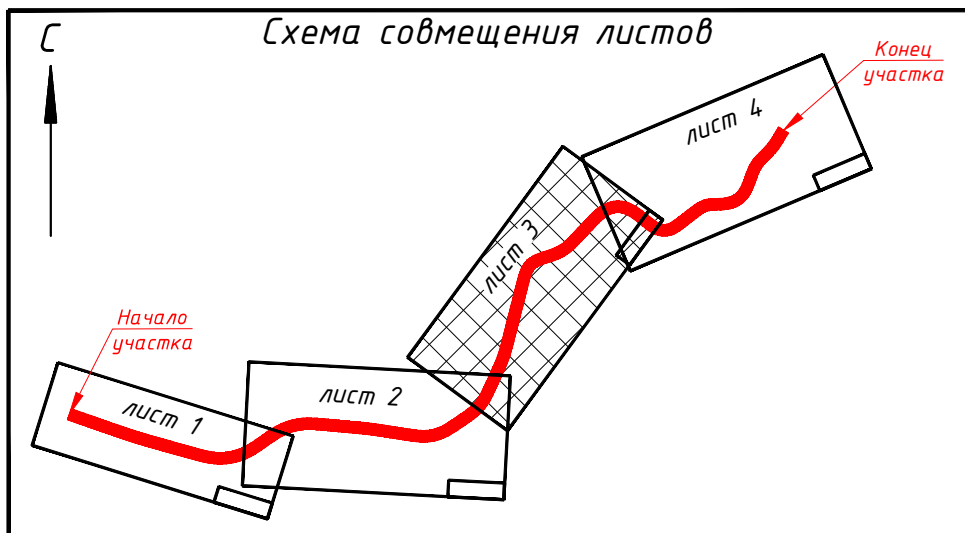 Схема совмещения листов
С
Конец
участка
лист 4
лист 3
Начало
участка
лист 1
лист 2